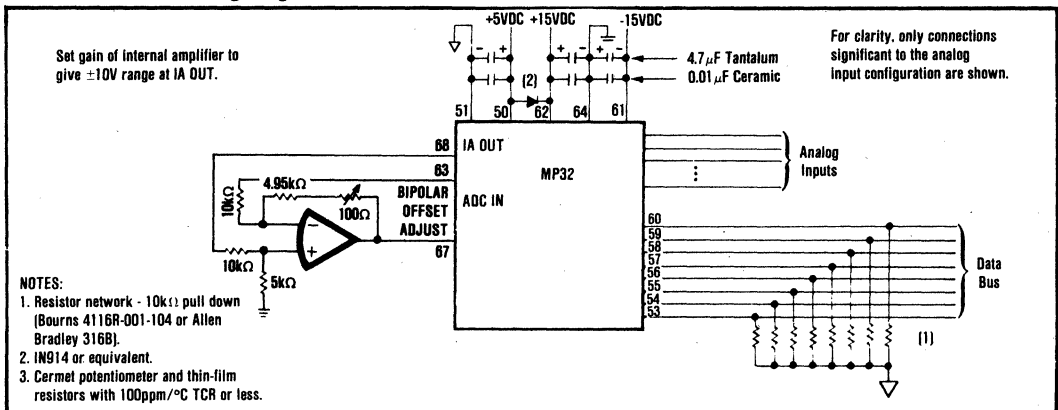 +5VDC +15VDC -15VDC
Set gain of internal amplifier to
give ±10V range at IA OUT.
For clarity, only connections
significant to the analog
input configuration are shown.
- + + - + -
4.7μF Tantalum
0.01μF Ceramic
(2)
51 50 62 64 61
68 IA OUT
63
MP32
Analog
Inputs
4.95kΩ
10kΩ
100Ω
BIPOLAR
OFFSET
ADJUST
ADC IN
67
10kΩ
5kΩ
60
59
58
57
56
55
54
53
Data
Bus
(1)
NOTES:
1. Resistor network - 10kΩ pull down
(Bourns 4116R-001-104 or Allen
Bradley 316B).
2. IN914 or equivalent.
3. Cermet potentiometer and thin-film
resistors with 100ppm/°C TCR or less.